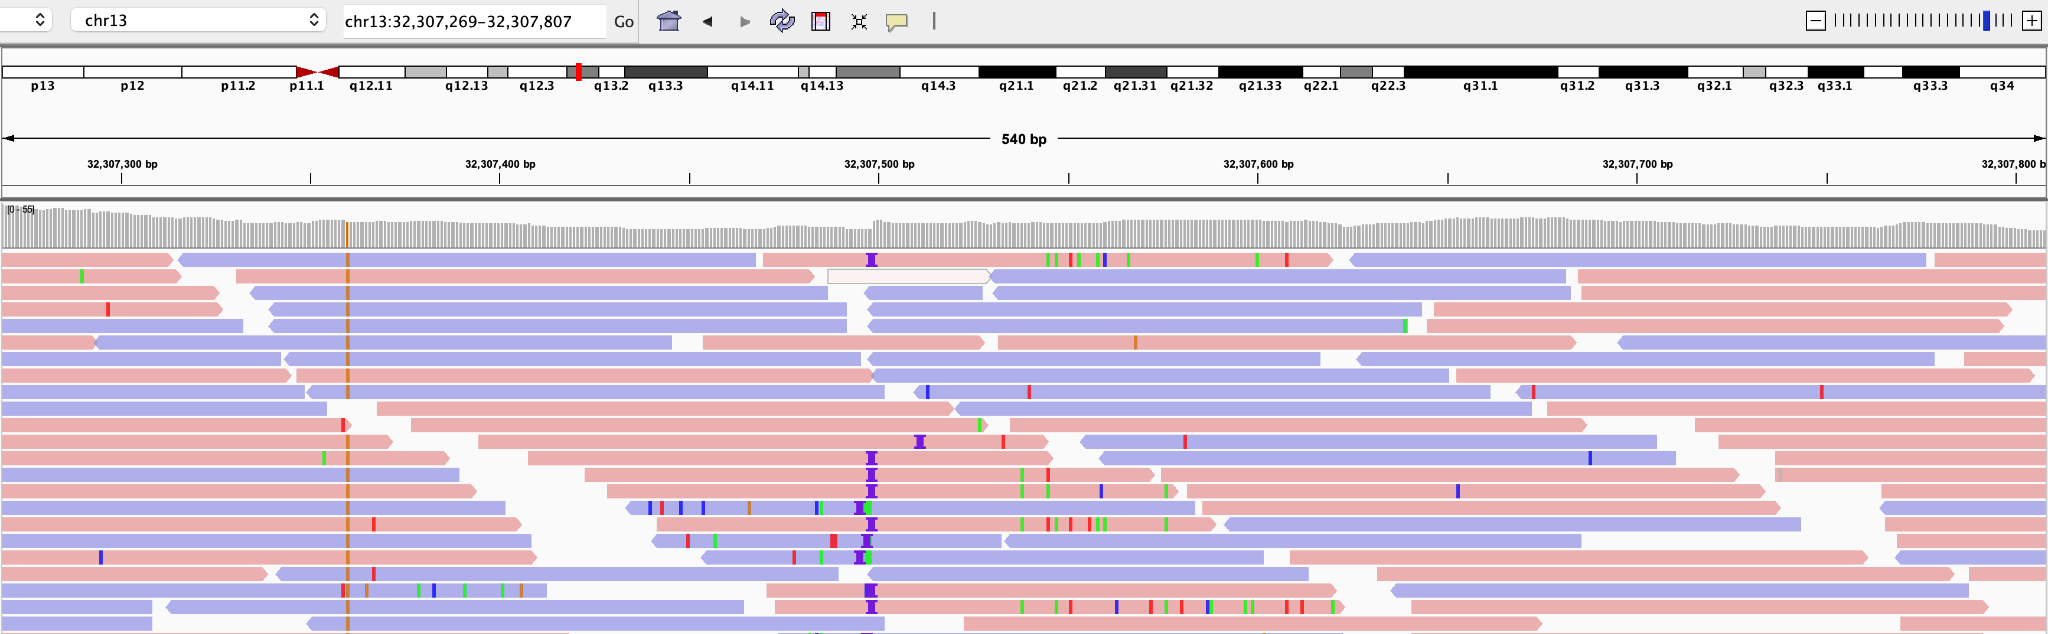 chr13 chr13:32,307,269-32,307,807 Go
p13 p12 p11.2 p11.1 q12.11 q12.13 q12.3 q13.2 q13.3 q14.11 q14.13 q14.3 q21.1 q21.2 q21.31 q21.32 q21.33 q22.1 q22.3 q31.1 q31.2 q31.3 q32.1 q32.3 q33.1 q33.3 q34
540 bp
32,307,300 bp 32,307,400 bp 32,307,500 bp 32,307,600 bp 32,307,700 bp 32,307,800 b
[0 - 55]